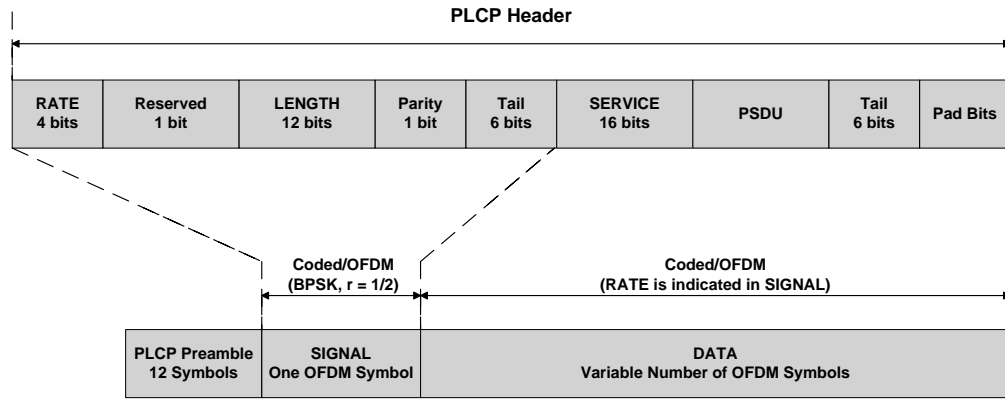 PLCP Header
RATE
4 bits
Reserved
1 bit
LENGTH
12 bits
Parity
1 bit
Tail
6 bits
SERVICE
16 bits
PSDU
Tail
6 bits
Pad Bits
Coded/OFDM
(BPSK, r = 1/2)
Coded/OFDM
(RATE is indicated in SIGNAL)
PLCP Preamble
12 Symbols
SIGNAL
One OFDM Symbol
DATA
Variable Number of OFDM Symbols